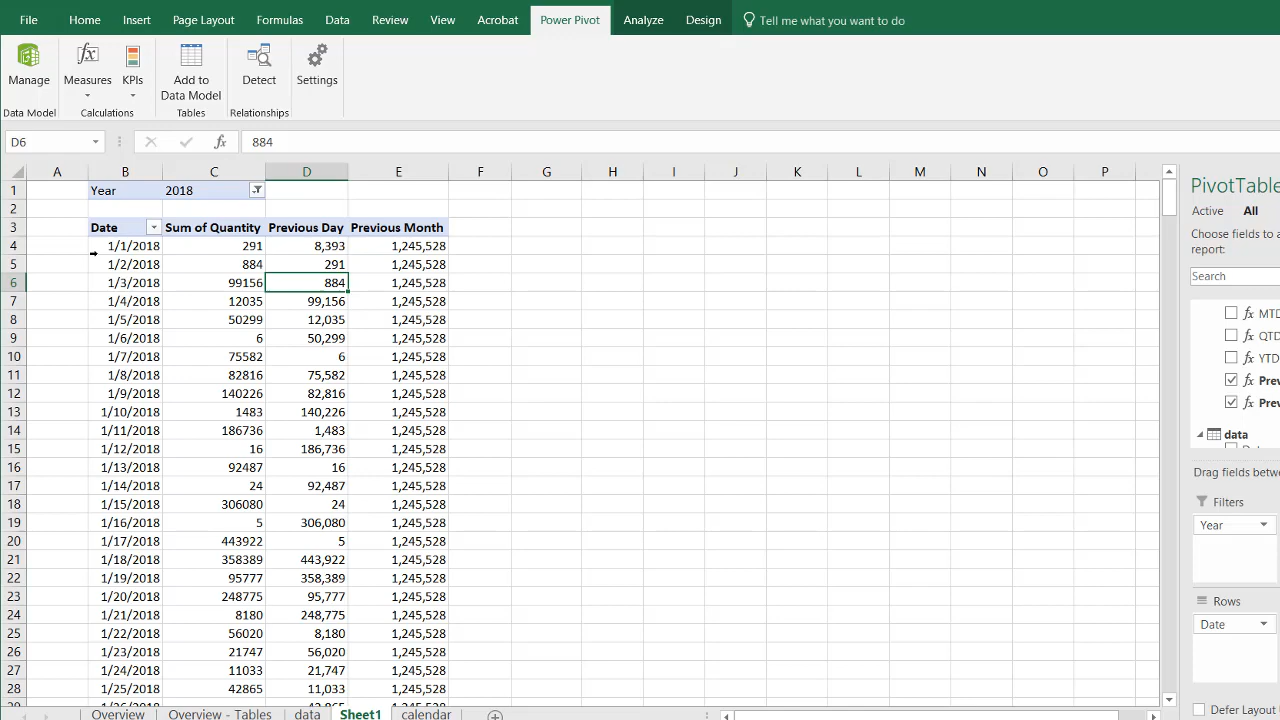 File Home Insert Page Layout Formulas Data Review View Acrobat Power Pivot Analyze Design Tell me what you want to do
Manage Measures KPIs Add to Data Model Detect Settings
Data Model Calculations Tables Relationships
D6 fx 884
A B C D E F G H I J K L M N O P
1 Year 2018
2
3 Date Sum of Quantity Previous Day Previous Month
4 1/1/2018 291 8,393 1,245,528
5 1/2/2018 884 291 1,245,528
6 1/3/2018 99156 884 1,245,528
7 1/4/2018 12035 99,156 1,245,528
8 1/5/2018 50299 12,035 1,245,528
9 1/6/2018 6 50,299 1,245,528
10 1/7/2018 75582 6 1,245,528
11 1/8/2018 82816 75,582 1,245,528
12 1/9/2018 140226 82,816 1,245,528
13 1/10/2018 1483 140,226 1,245,528
14 1/11/2018 186736 1,483 1,245,528
15 1/12/2018 16 186,736 1,245,528
16 1/13/2018 92487 16 1,245,528
17 1/14/2018 24 92,487 1,245,528
18 1/15/2018 306080 24 1,245,528
19 1/16/2018 5 306,080 1,245,528
20 1/17/2018 443922 5 1,245,528
21 1/18/2018 358389 443,922 1,245,528
22 1/19/2018 95777 358,389 1,245,528
23 1/20/2018 248775 95,777 1,245,528
24 1/21/2018 8180 248,775 1,245,528
25 1/22/2018 56020 8,180 1,245,528
26 1/23/2018 21747 56,020 1,245,528
27 1/24/2018 11033 21,747 1,245,528
28 1/25/2018 42865 11,033 1,245,528
Overview Overview - Tables data Sheet1 calendar
PivotTable
Active All
Choose fields to a
report:
Search
fx MTD
fx QTD
fx YTD
fx Prev
fx Prev
data
Drag fields betwe
Filters
Year
Rows
Date
Defer Layout